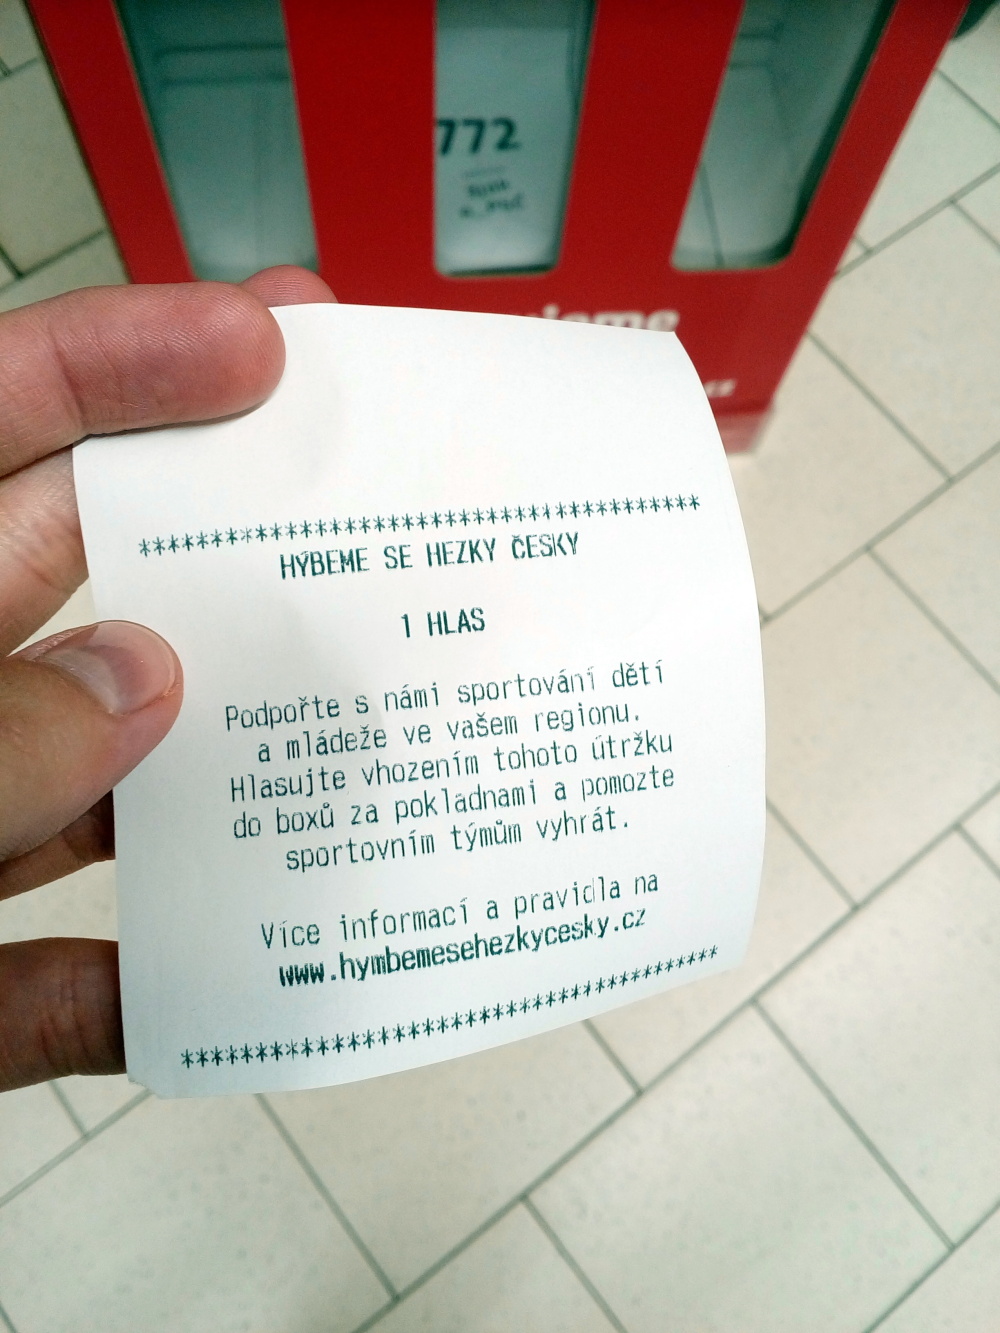 772
****************************************
HÝBEME SE HEZKY ČESKY
1 HLAS
Podpořte s námi sportování dětí
a mládeže ve vašem regionu.
Hlasujte vhozením tohoto útržku
do boxů za pokladnami a pomozte
sportovním týmům vyhrát.
Více informací a pravidla na
www.hymbemesehezkycesky.cz
****************************************